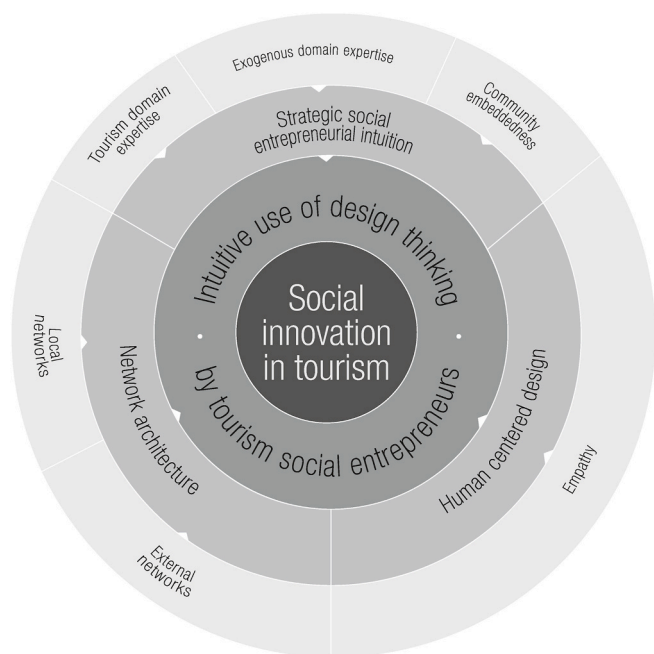 Exogenous domain expertise
Tourism domain
expertise
Community
embeddedness
Strategic social
entrepreneurial intuition
Intuitive use of design thinking
Social
innovation
in tourism
by tourism social entrepreneurs
Local
networks
Network architecture
Human centered design
Empathy
External
networks